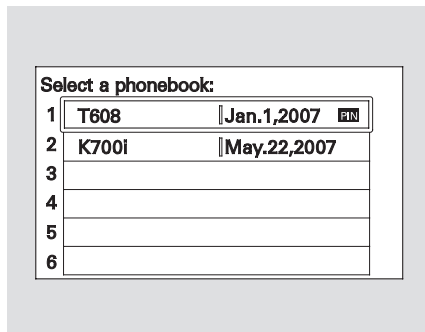 Select a phonebook:
1 T608 Jan.1,2007 PIN
2 K700i May.22,2007
3
4
5
6